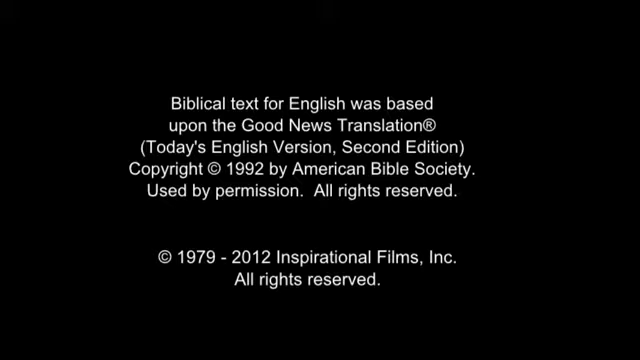 Biblical text for English was based
upon the Good News Translation®
(Today's English Version, Second Edition)
Copyright © 1992 by American Bible Society.
Used by permission.  All rights reserved.
© 1979 - 2012 Inspirational Films, Inc.
All rights reserved.